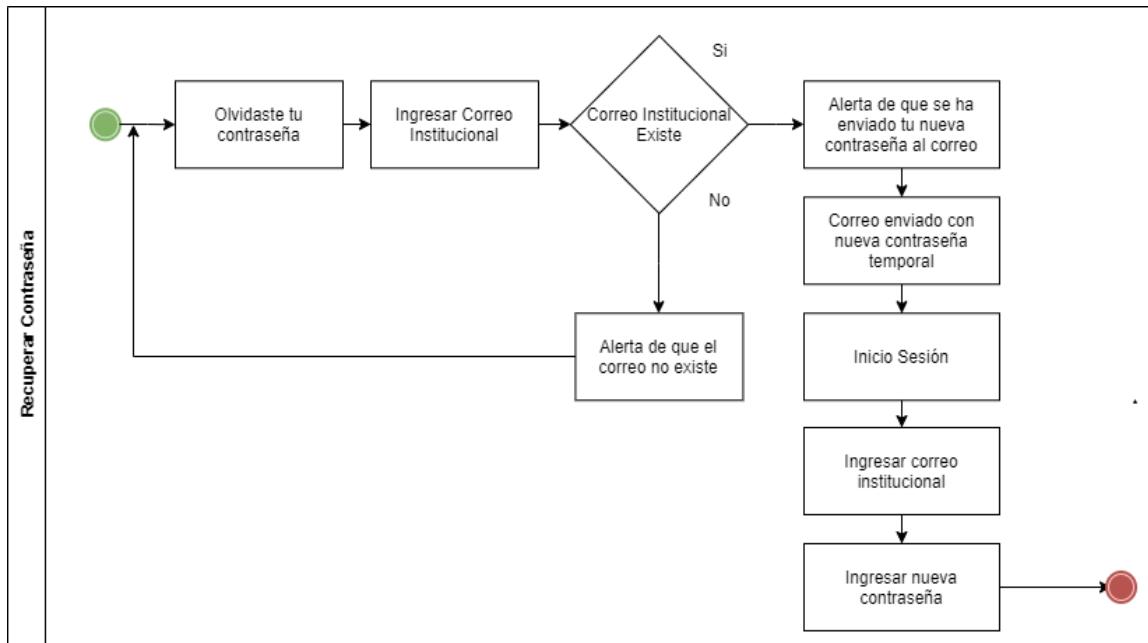 Recuperar Contraseña
Olvidaste tu
contraseña
Ingresar Correo
Institucional
Correo Institucional
Existe
Si
No
Alerta de que se ha
enviado tu nueva
contraseña al correo
Correo enviado con
nueva contraseña
temporal
Alerta de que el
correo no existe
Inicio Sesión
Ingresar correo
institucional
Ingresar nueva
contraseña